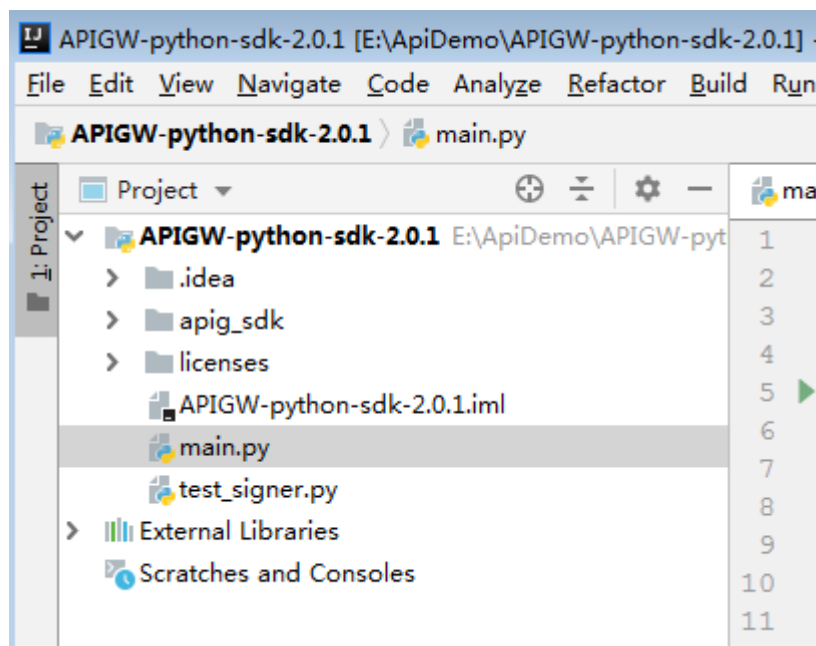 APIGW-python-sdk-2.0.1 [E:\ApiDemo\APIGW-python-sdk-2.0.1] -
File Edit View Navigate Code Analyze Refactor Build Run
APIGW-python-sdk-2.0.1 〉 main.py
1: Project
Project
ma
APIGW-python-sdk-2.0.1 E:\ApiDemo\APIGW-pyt
.idea
apig_sdk
licenses
APIGW-python-sdk-2.0.1.iml
main.py
test_signer.py
External Libraries
Scratches and Consoles
1
2
3
4
5
6
7
8
9
10
11